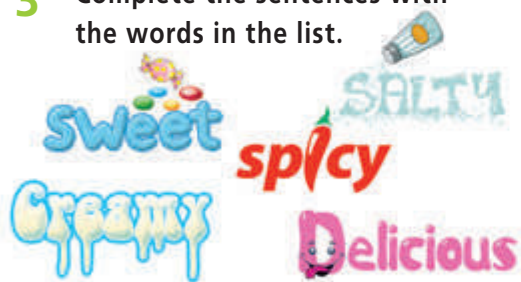 3 Complete the sentences with
the words in the list.
SALTY
Sweet
spicy
Creamy
Delicious